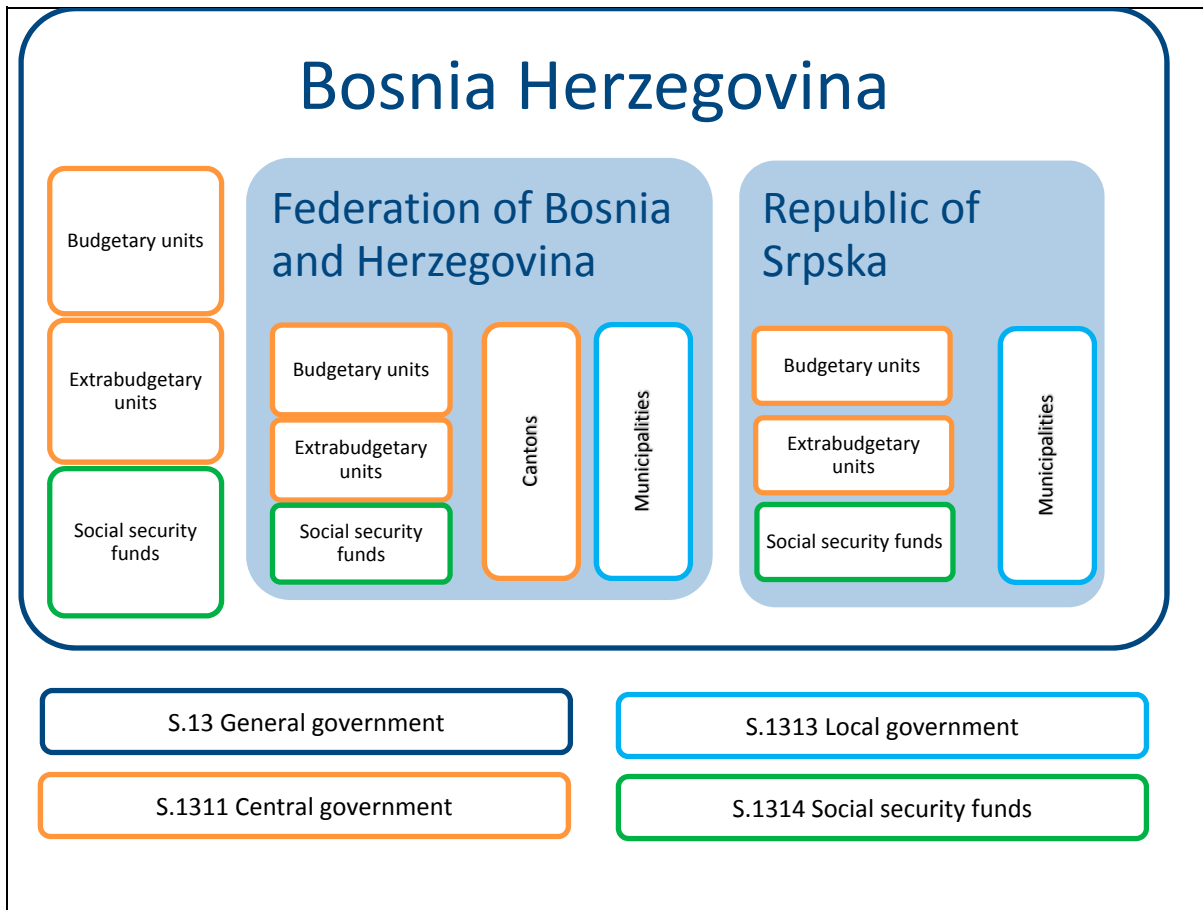 Bosnia Herzegovina
Budgetary units
Extrabudgetary
units
Social security
funds
Federation of Bosnia
and Herzegovina
Budgetary units
Extrabudgetary
units
Social security
funds
Cantons
Municipalities
Republic of
Srpska
Budgetary units
Extrabudgetary
units
Social security funds
Municipalities
S.13 General government
S.1313 Local government
S.1311 Central government
S.1314 Social security funds